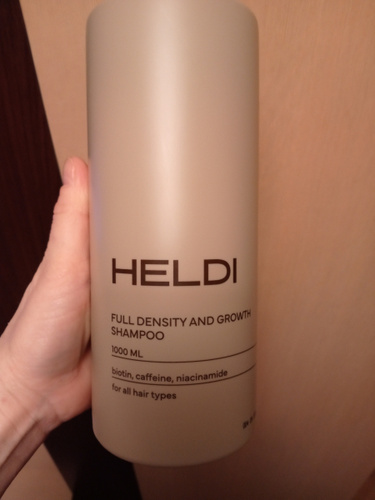 HELDI
FULL DENSITY AND GROWTH
SHAMPOO
1000 ML
biotin, caffeine, niacinamide
for all hair types